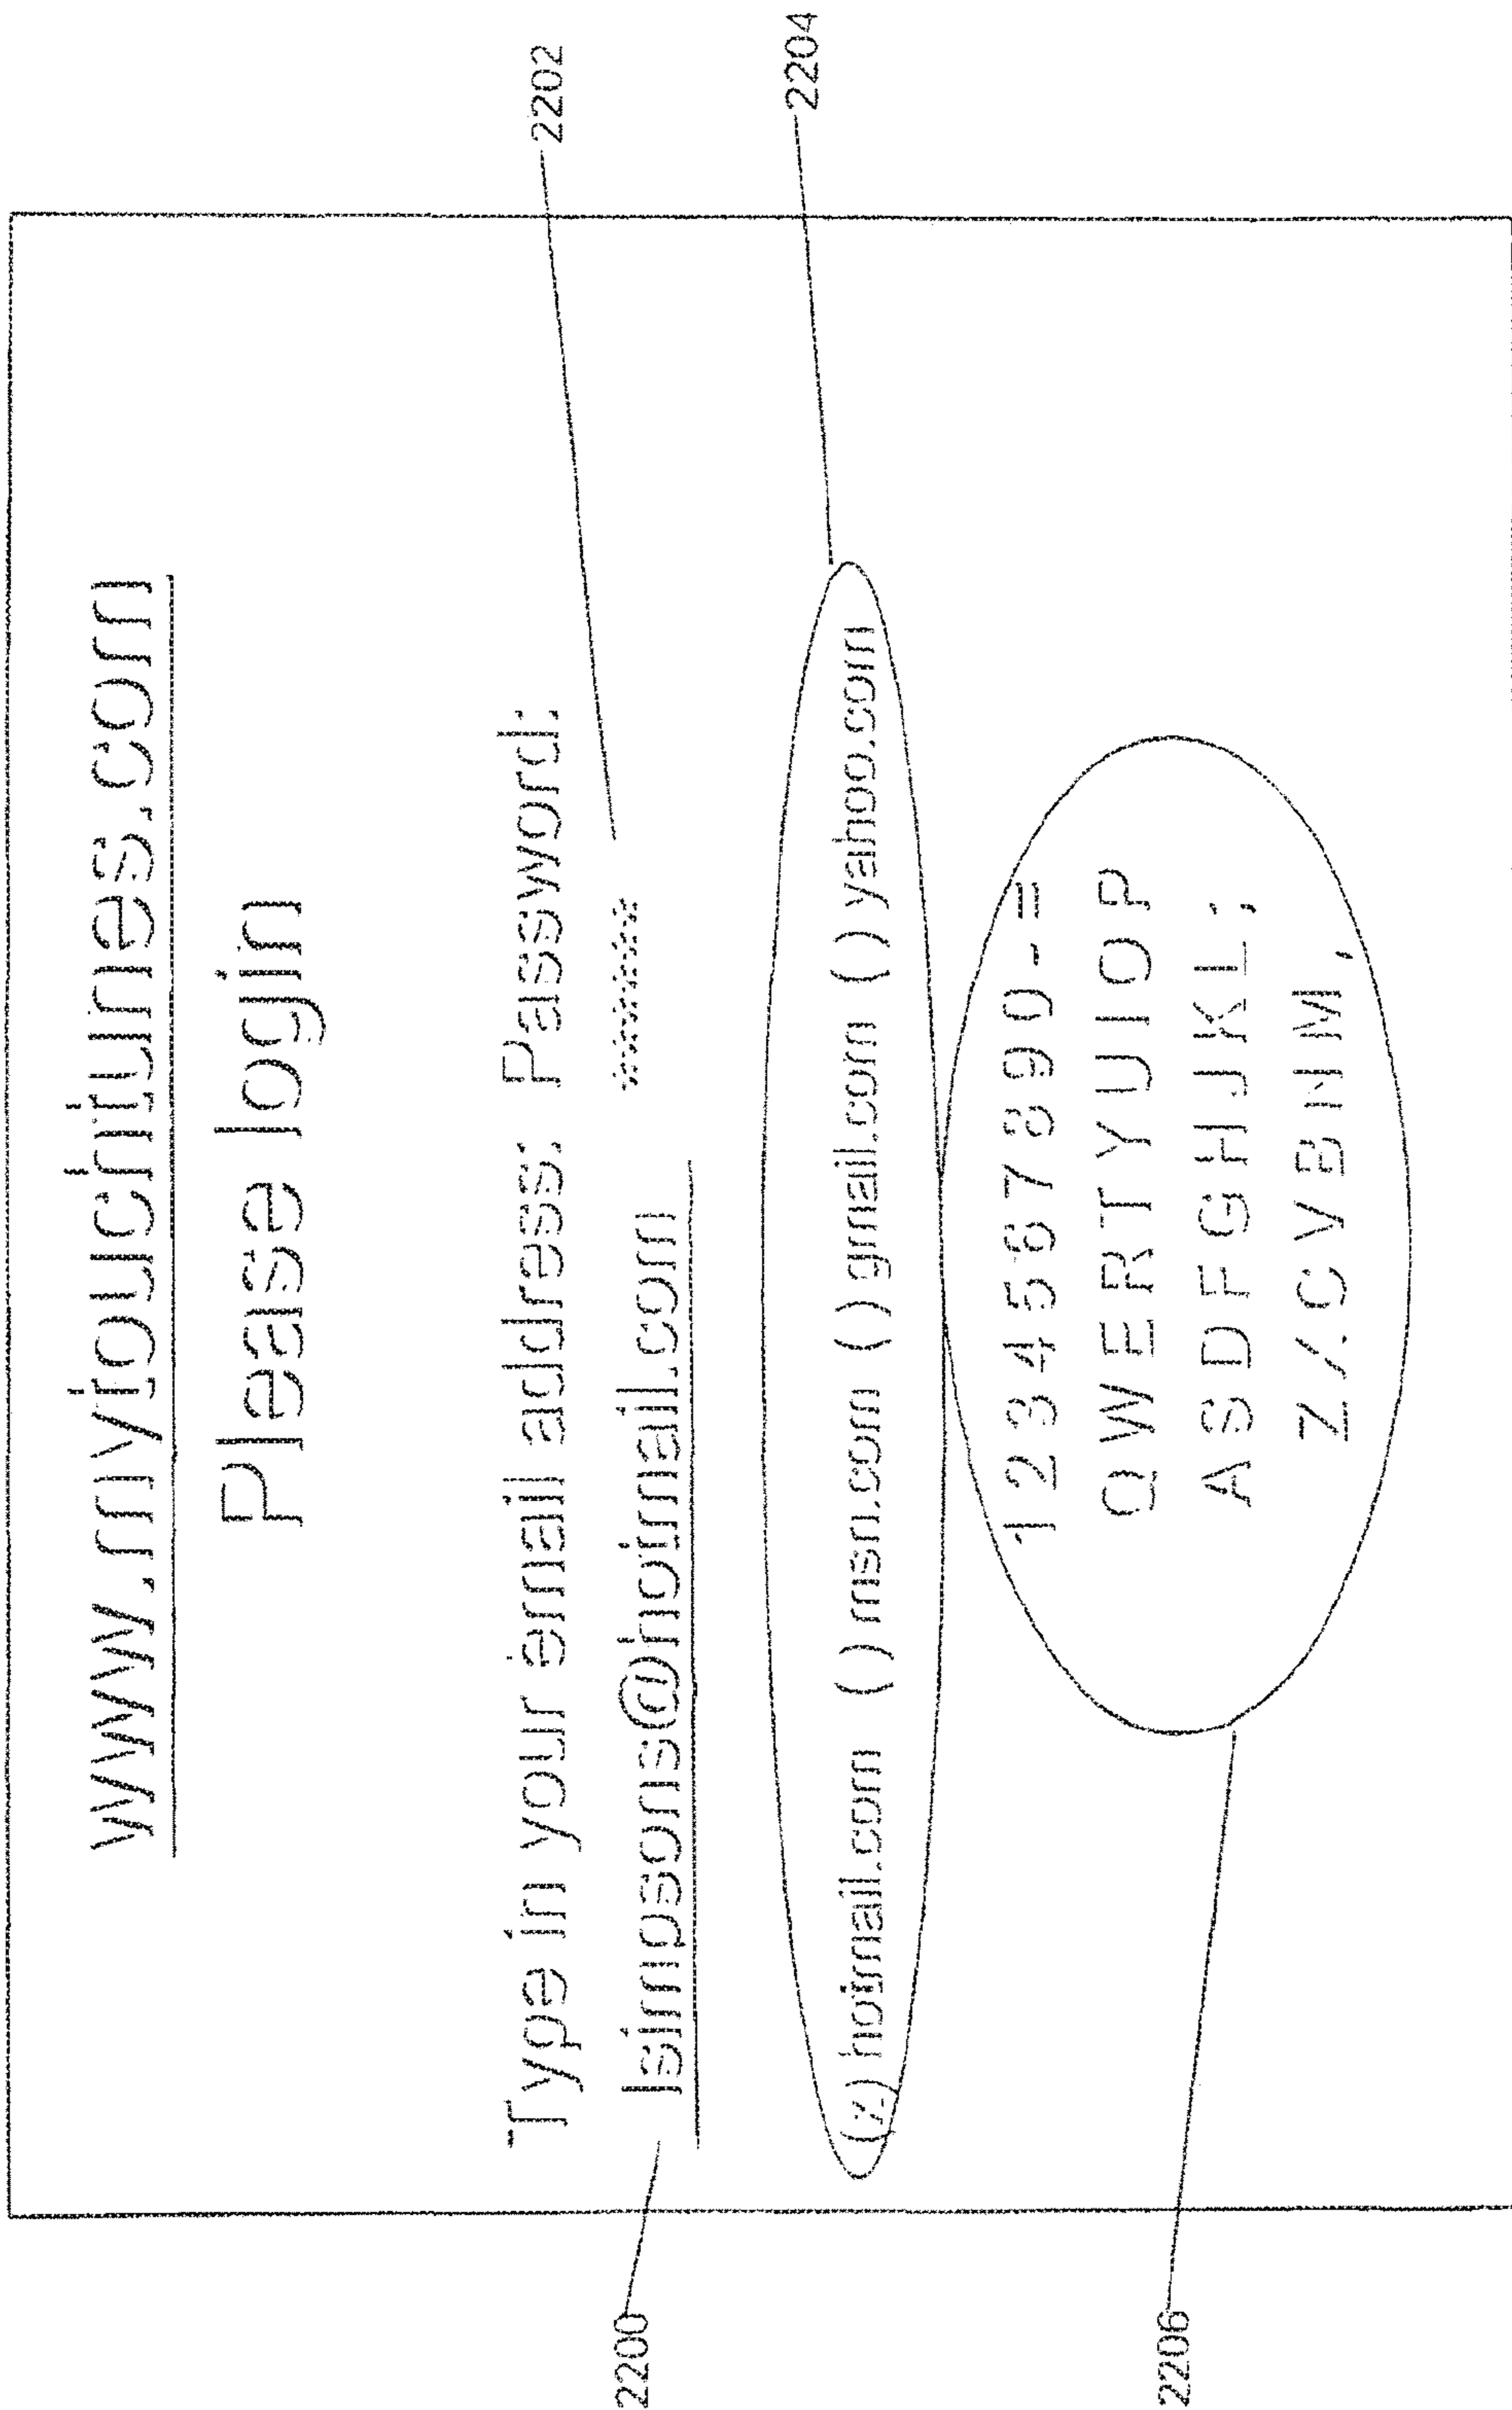 www.mytouchtunes.com
Please login
Type in your email address: Password:
lsimpsons@hotmail.com ******
(x) hotmail.com ( ) msn.com ( ) gmail.com ( ) yahoo.com
1 2 3 4 5 6 7 8 9 0 - =
Q W E R T Y U I O P
A S D F G H J K L ;
Z X C V B N M ,
2200
2202
2204
2206